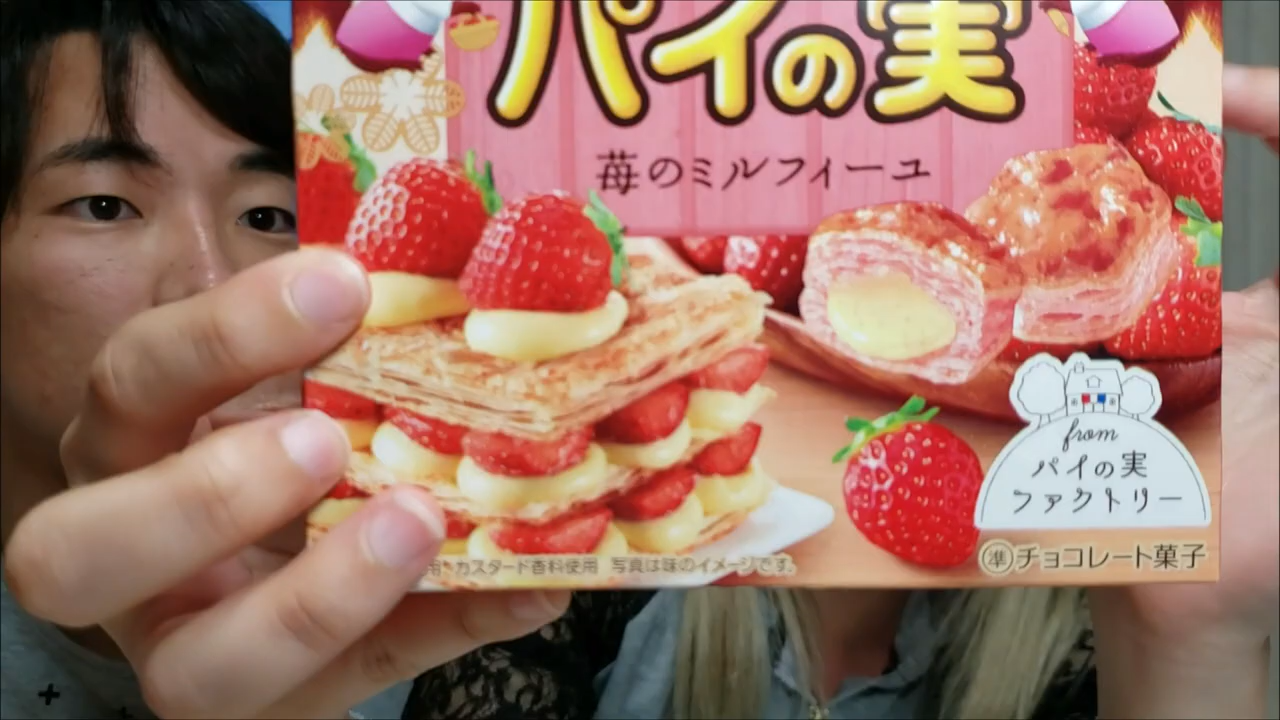 パイの実
苺のミルフィーユ
from
パイの実
ファクトリー
カスタード香料使用 写真は味のイメージです。
準チョコレート菓子